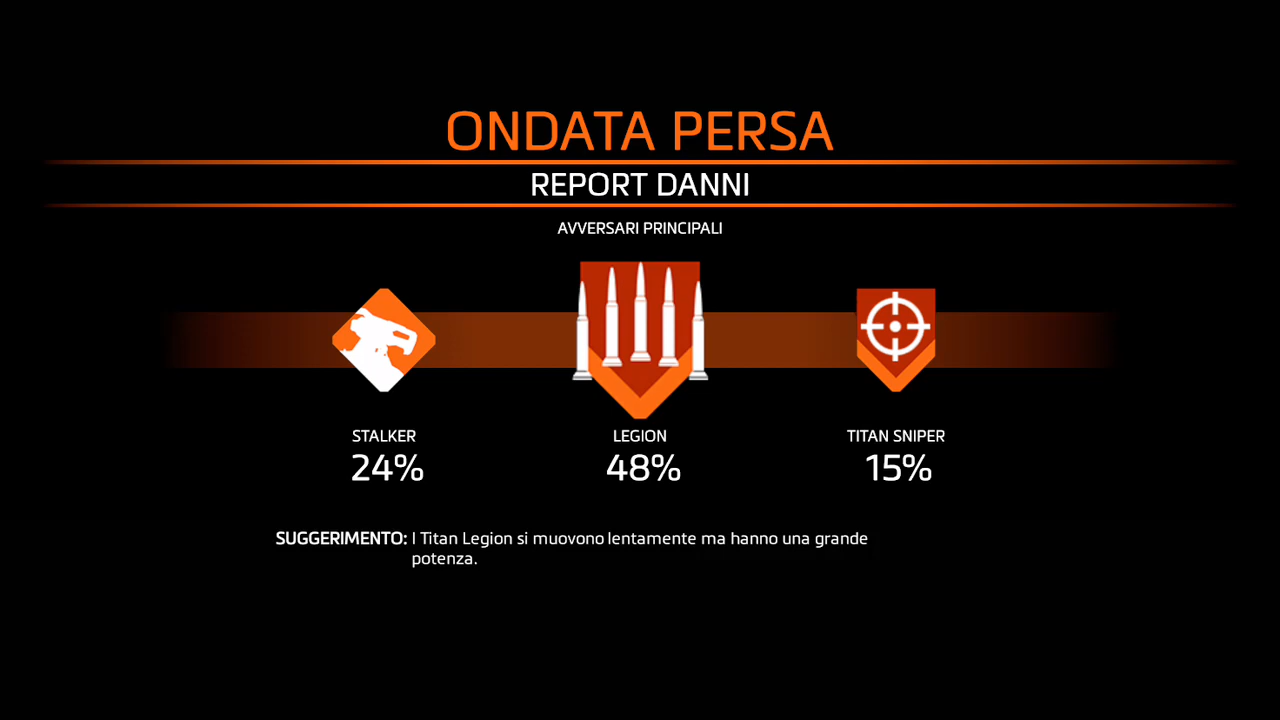 ONDATA PERSA
REPORT DANNI
AVVERSARI PRINCIPALI
STALKER
LEGION
TITAN SNIPER
24%
48%
15%
SUGGERIMENTO: I Titan Legion si muovono lentamente ma hanno una grande
potenza.